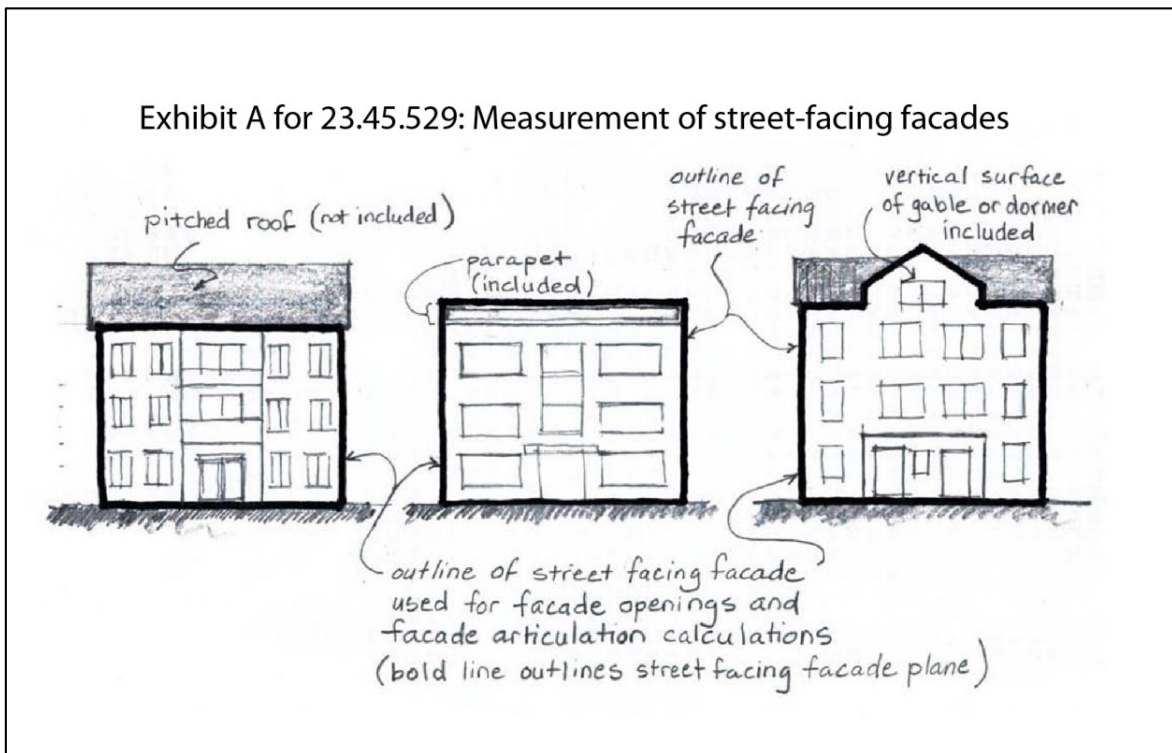 Exhibit A for 23.45.529: Measurement of street-facing facades
pitched roof (not included)
parapet
(included)
outline of
street facing
facade
vertical surface
of gable or dormer
included
outline of street facing facade
used for facade openings and
facade articulation calculations
(bold line outlines street facing facade plane)